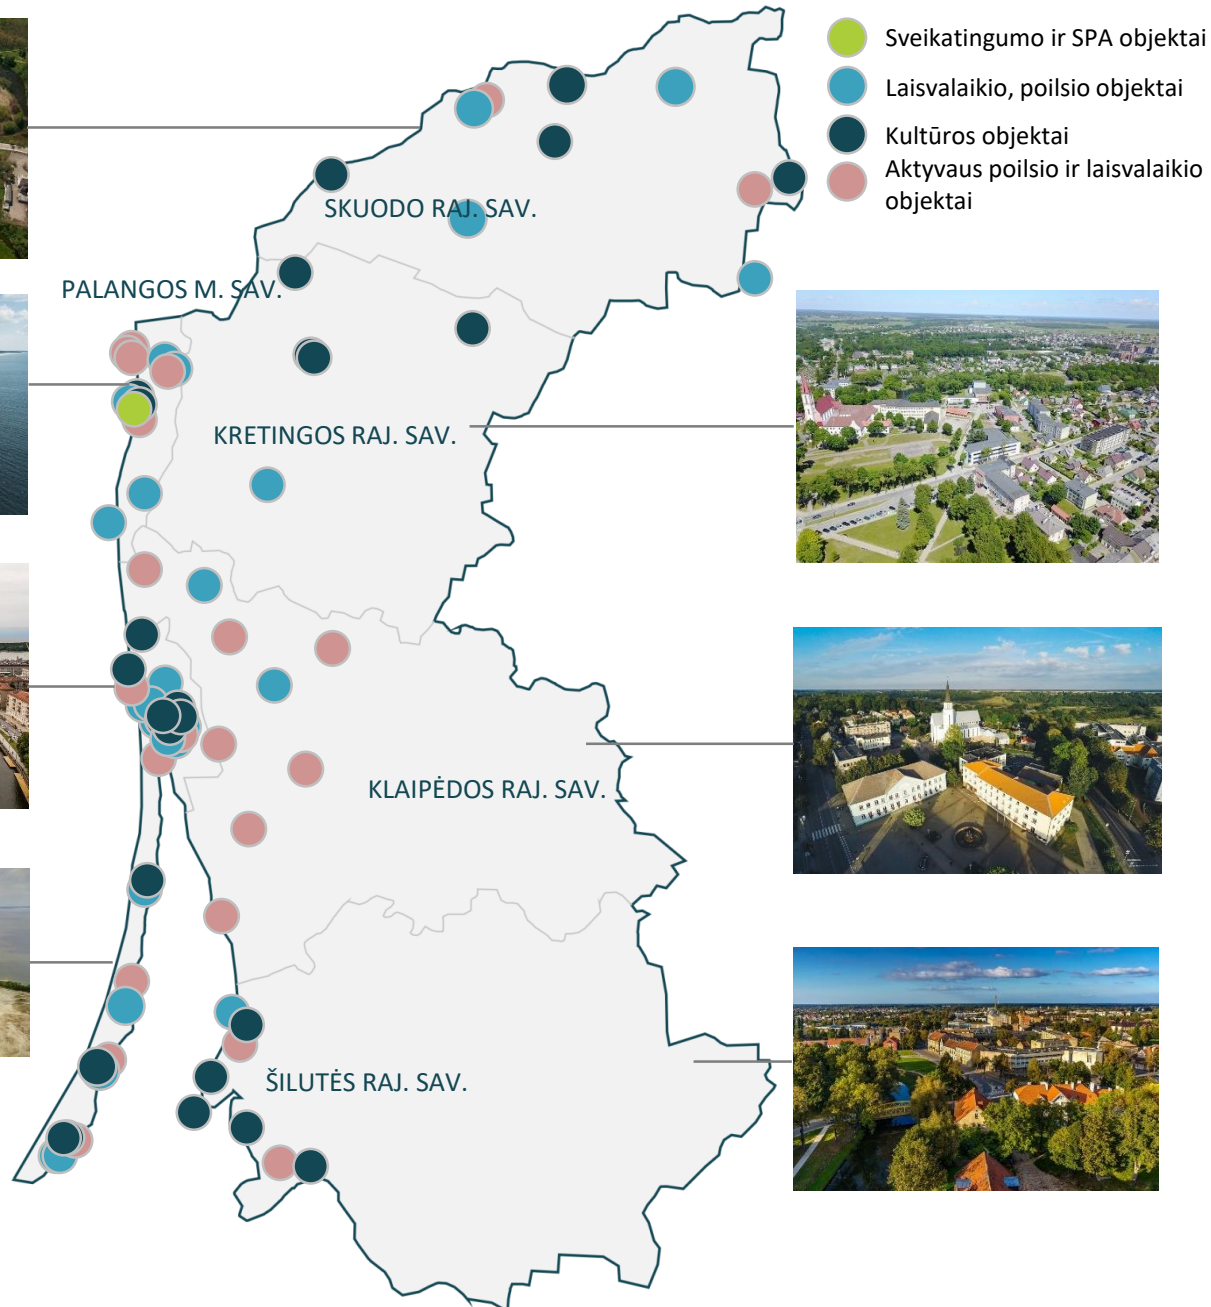 Sveikatingumo ir SPA objektai
Laisvalaikio, poilsio objektai
Kultūros objektai
Aktyvaus poilsio ir laisvalaikio
objektai
SKUODO RAJ. SAV.
PALANGOS M. SAV.
KRETINGOS RAJ. SAV.
KLAIPĖDOS RAJ. SAV.
ŠILUTĖS RAJ. SAV.